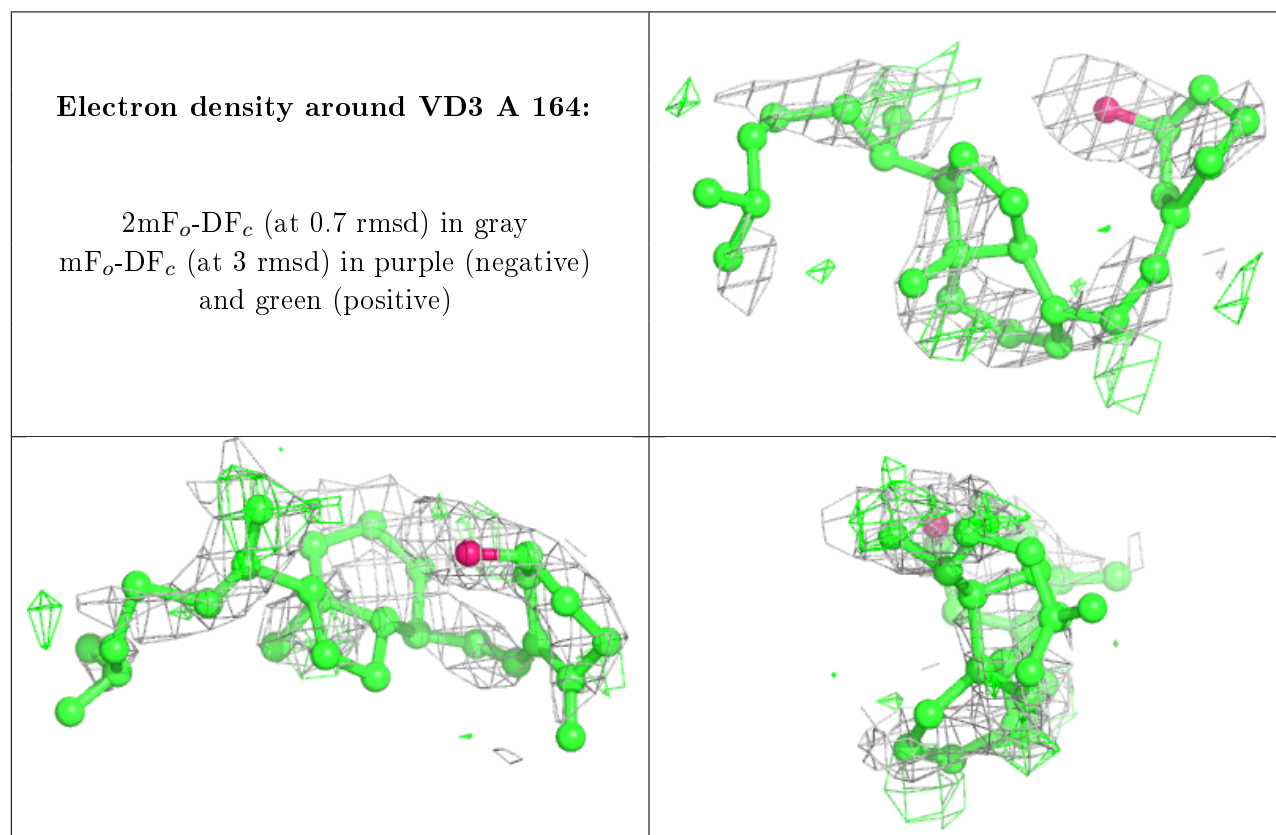 Electron density around VD3 A 164:
2mFₒ-DF𝒸 (at 0.7 rmsd) in gray
mFₒ-DF𝒸 (at 3 rmsd) in purple (negative)
and green (positive)